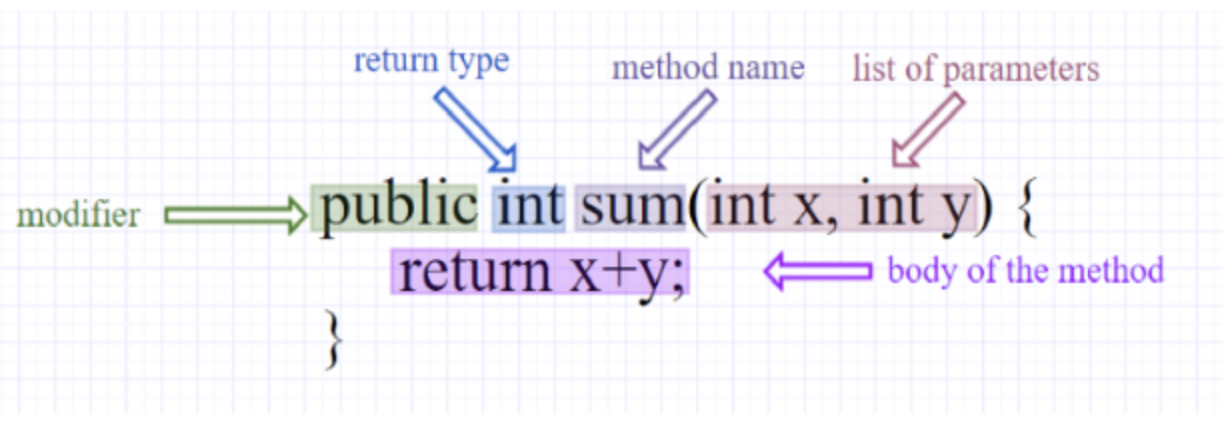 return type
method name
list of parameters
modifier
public int sum(int x, int y) {
return x+y;
body of the method
}